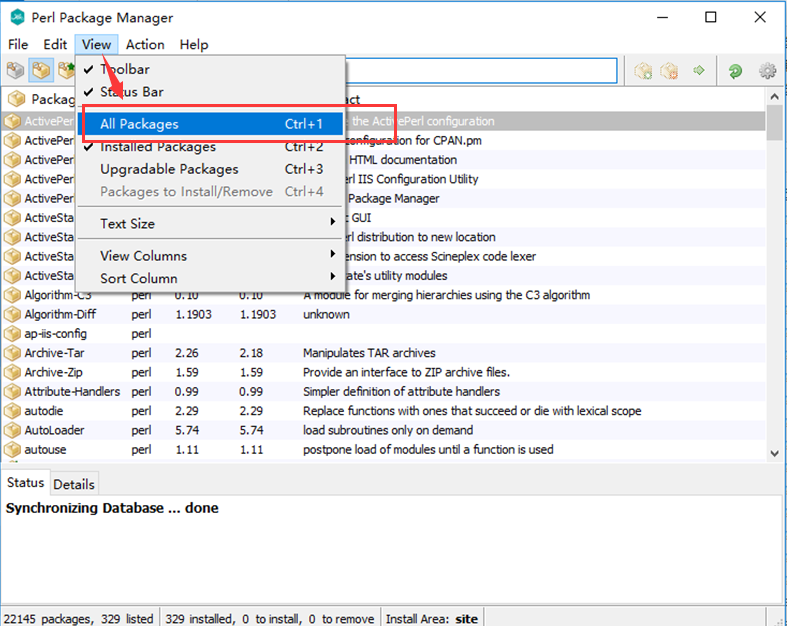 Perl Package Manager
File Edit View Action Help
Toolbar
Status Bar
All Packages Ctrl+1
Installed Packages Ctrl+2
Upgradable Packages Ctrl+3
Packages to Install/Remove Ctrl+4
Text Size
View Columns
Sort Column
Packag act
ActivePer the ActivePerl configuration
ActivePer onfiguration for CPAN.pm
ActivePer HTML documentation
ActivePer rl IIS Configuration Utility
ActivePer Package Manager
ActiveSta c GUI
ActiveSta rl distribution to new location
ActiveSta ension to access Scineplex code lexer
ActiveSta ate's utility modules
Algorithm-C3 perl 0.10 0.10 A module for merging hierarchies using the C3 algorithm
Algorithm-Diff perl 1.1903 1.1903 unknown
ap-iis-config perl
Archive-Tar perl 2.26 2.18 Manipulates TAR archives
Archive-Zip perl 1.59 1.59 Provide an interface to ZIP archive files.
Attribute-Handlers perl 0.99 0.99 Simpler definition of attribute handlers
autodie perl 2.29 2.29 Replace functions with ones that succeed or die with lexical scope
AutoLoader perl 5.74 5.74 load subroutines only on demand
autouse perl 1.11 1.11 postpone load of modules until a function is used
Status Details
Synchronizing Database ... done
22145 packages, 329 listed 329 installed, 0 to install, 0 to remove Install Area: site